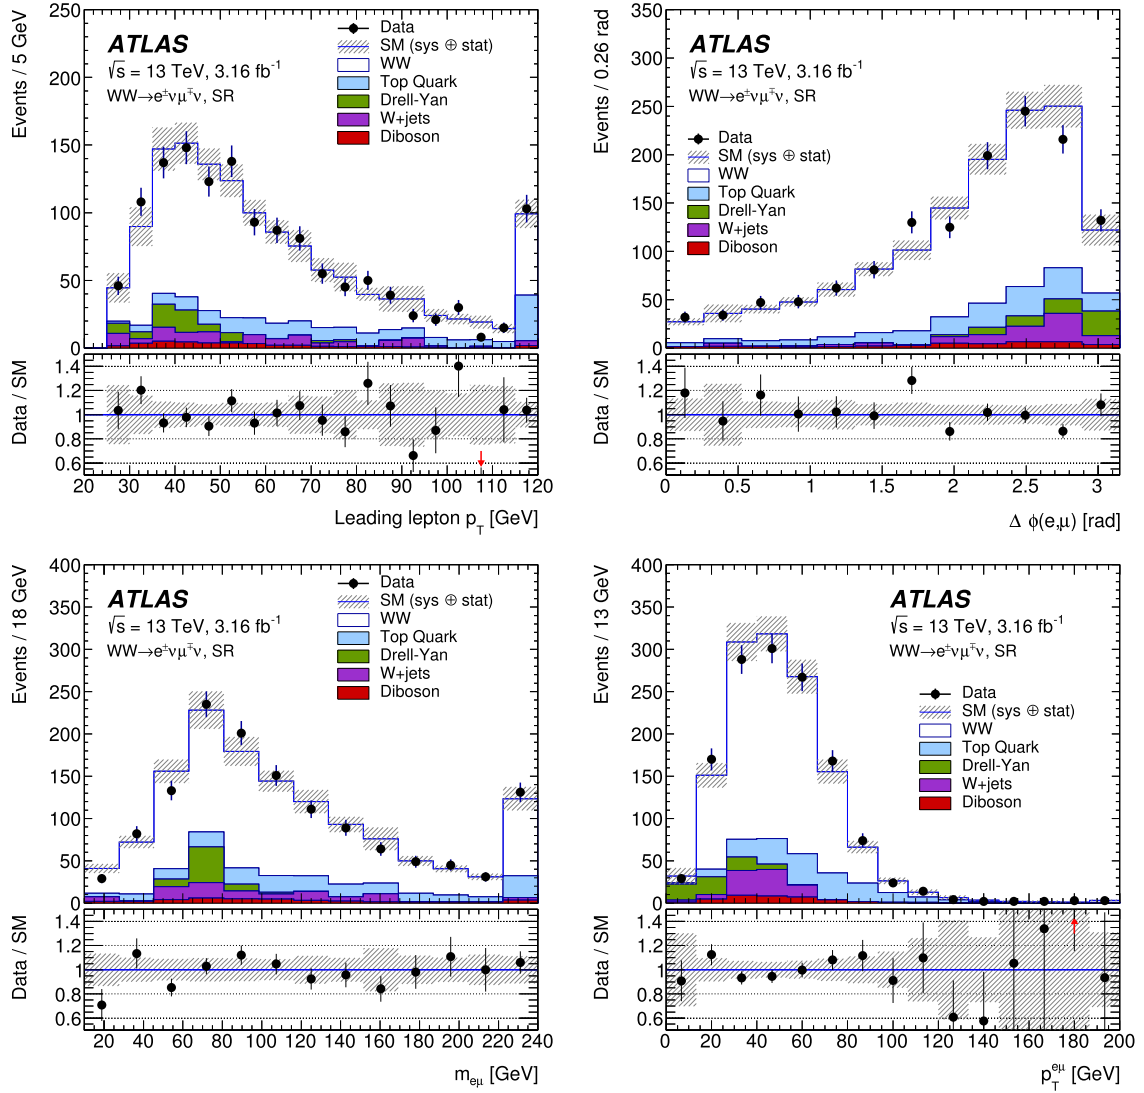 Events / 5 GeV
250
200
150
100
50
0
ATLAS
√s = 13 TeV, 3.16 fb⁻¹
WW→e±νμ∓ν, SR
Data
SM (sys ⊕ stat)
WW
Top Quark
Drell-Yan
W+jets
Diboson
Data / SM
1.4
1.2
1
0.8
0.6
20 30 40 50 60 70 80 90 100 110 120
Leading lepton p_T [GeV]
Events / 0.26 rad
350
300
250
200
150
100
50
0
ATLAS
√s = 13 TeV, 3.16 fb⁻¹
WW→e±νμ∓ν, SR
Data
SM (sys ⊕ stat)
WW
Top Quark
Drell-Yan
W+jets
Diboson
Data / SM
1.4
1.2
1
0.8
0.6
0 0.5 1 1.5 2 2.5 3
Δ ϕ(e,μ) [rad]
Events / 18 GeV
400
350
300
250
200
150
100
50
0
ATLAS
√s = 13 TeV, 3.16 fb⁻¹
WW→e±νμ∓ν, SR
Data
SM (sys ⊕ stat)
WW
Top Quark
Drell-Yan
W+jets
Diboson
Data / SM
1.4
1.2
1
0.8
0.6
20 40 60 80 100 120 140 160 180 200 220 240
m_eμ [GeV]
Events / 13 GeV
400
350
300
250
200
150
100
50
0
ATLAS
√s = 13 TeV, 3.16 fb⁻¹
WW→e±νμ∓ν, SR
Data
SM (sys ⊕ stat)
WW
Top Quark
Drell-Yan
W+jets
Diboson
Data / SM
1.4
1.2
1
0.8
0.6
0 20 40 60 80 100 120 140 160 180 200
p_T^eμ [GeV]